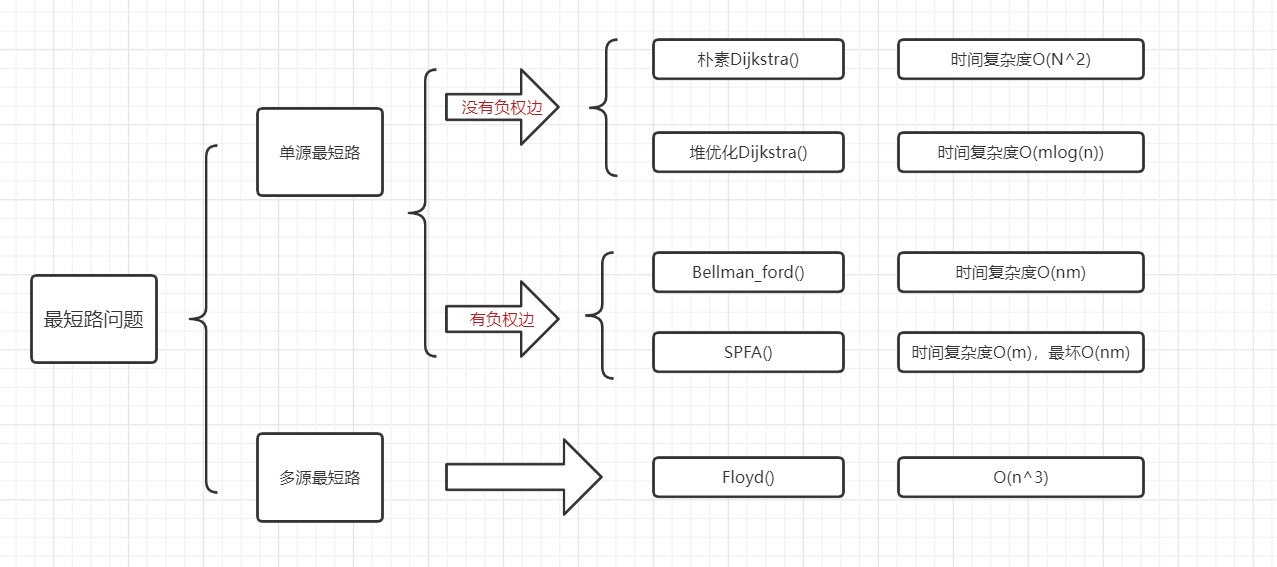 最短路问题
单源最短路
没有负权边
朴素Dijkstra()
时间复杂度O(N^2)
堆优化Dijkstra()
时间复杂度O(mlog(n))
有负权边
Bellman_ford()
时间复杂度O(nm)
SPFA()
时间复杂度O(m)，最坏O(nm)
多源最短路
Floyd()
O(n^3)